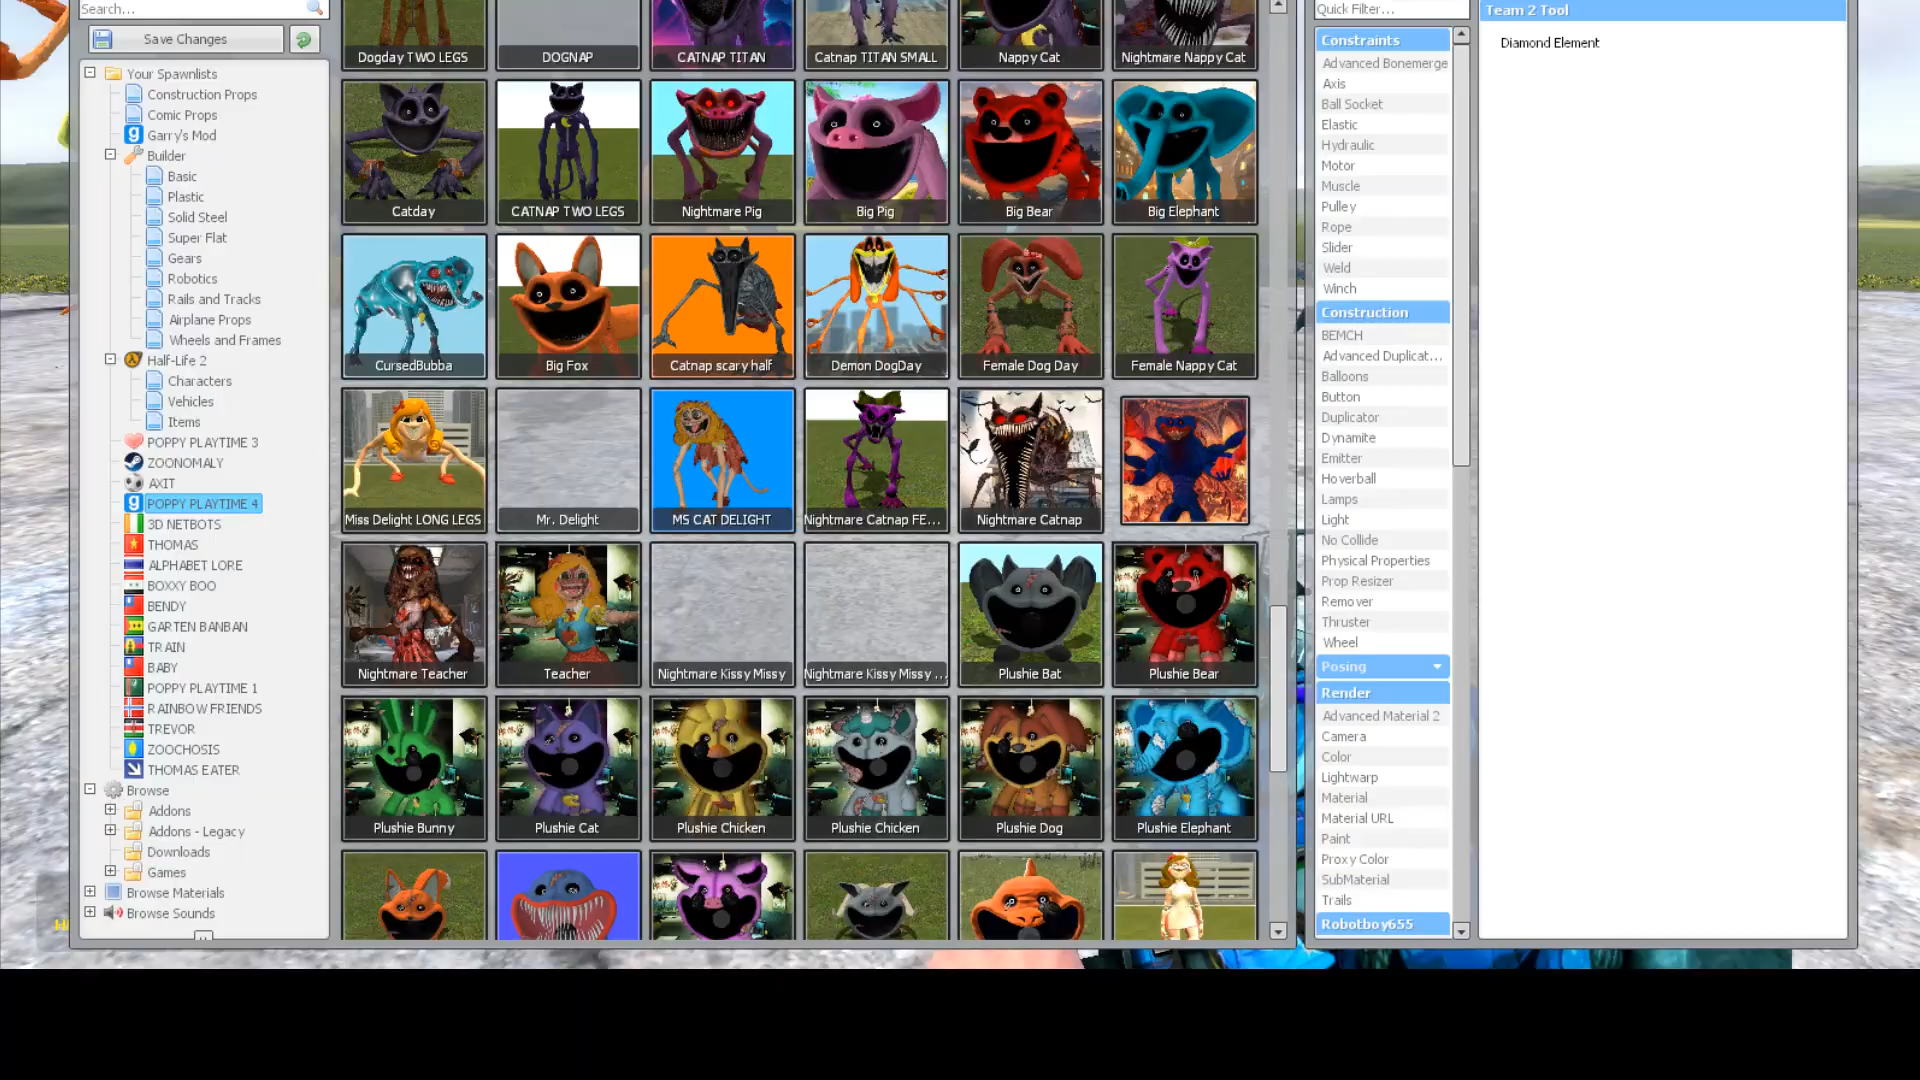 Search...
Save Changes
Your Spawnlists
Construction Props
Comic Props
Garry's Mod
Builder
Basic
Plastic
Solid Steel
Super Flat
Gears
Robotics
Rails and Tracks
Airplane Props
Wheels and Frames
Half-Life 2
Characters
Vehicles
Items
POPPY PLAYTIME 3
ZOONOMALY
AXIT
POPPY PLAYTIME 4
3D NETBOTS
THOMAS
ALPHABET LORE
BOXXY BOO
BENDY
GARTEN BANBAN
TRAIN
BABY
POPPY PLAYTIME 1
RAINBOW FRIENDS
TREVOR
ZOOCHOSIS
THOMAS EATER
Browse
Addons
Addons - Legacy
Downloads
Games
Browse Materials
Browse Sounds
Dogday TWO LEGS
DOGNAP
CATNAP TITAN
Catnap TITAN SMALL
Nappy Cat
Nightmare Nappy Cat
Catday
CATNAP TWO LEGS
Nightmare Pig
Big Pig
Big Bear
Big Elephant
CursedBubba
Big Fox
Catnap scary half
Demon DogDay
Female Dog Day
Female Nappy Cat
Miss Delight LONG LEGS
Mr. Delight
MS CAT DELIGHT
Nightmare Catnap FE...
Nightmare Catnap
Nightmare Teacher
Teacher
Nightmare Kissy Missy
Nightmare Kissy Missy ...
Plushie Bat
Plushie Bear
Plushie Bunny
Plushie Cat
Plushie Chicken
Plushie Chicken
Plushie Dog
Plushie Elephant
Quick Filter...
Constraints
Advanced Bonemerge
Axis
Ball Socket
Elastic
Hydraulic
Motor
Muscle
Pulley
Rope
Slider
Weld
Winch
Construction
BEMCH
Advanced Duplicat...
Balloons
Button
Duplicator
Dynamite
Emitter
Hoverball
Lamps
Light
No Collide
Physical Properties
Prop Resizer
Remover
Thruster
Wheel
Posing
Render
Advanced Material 2
Camera
Color
Lightwarp
Material
Material URL
Paint
Proxy Color
SubMaterial
Trails
Robotboy655
Team 2 Tool
Diamond Element